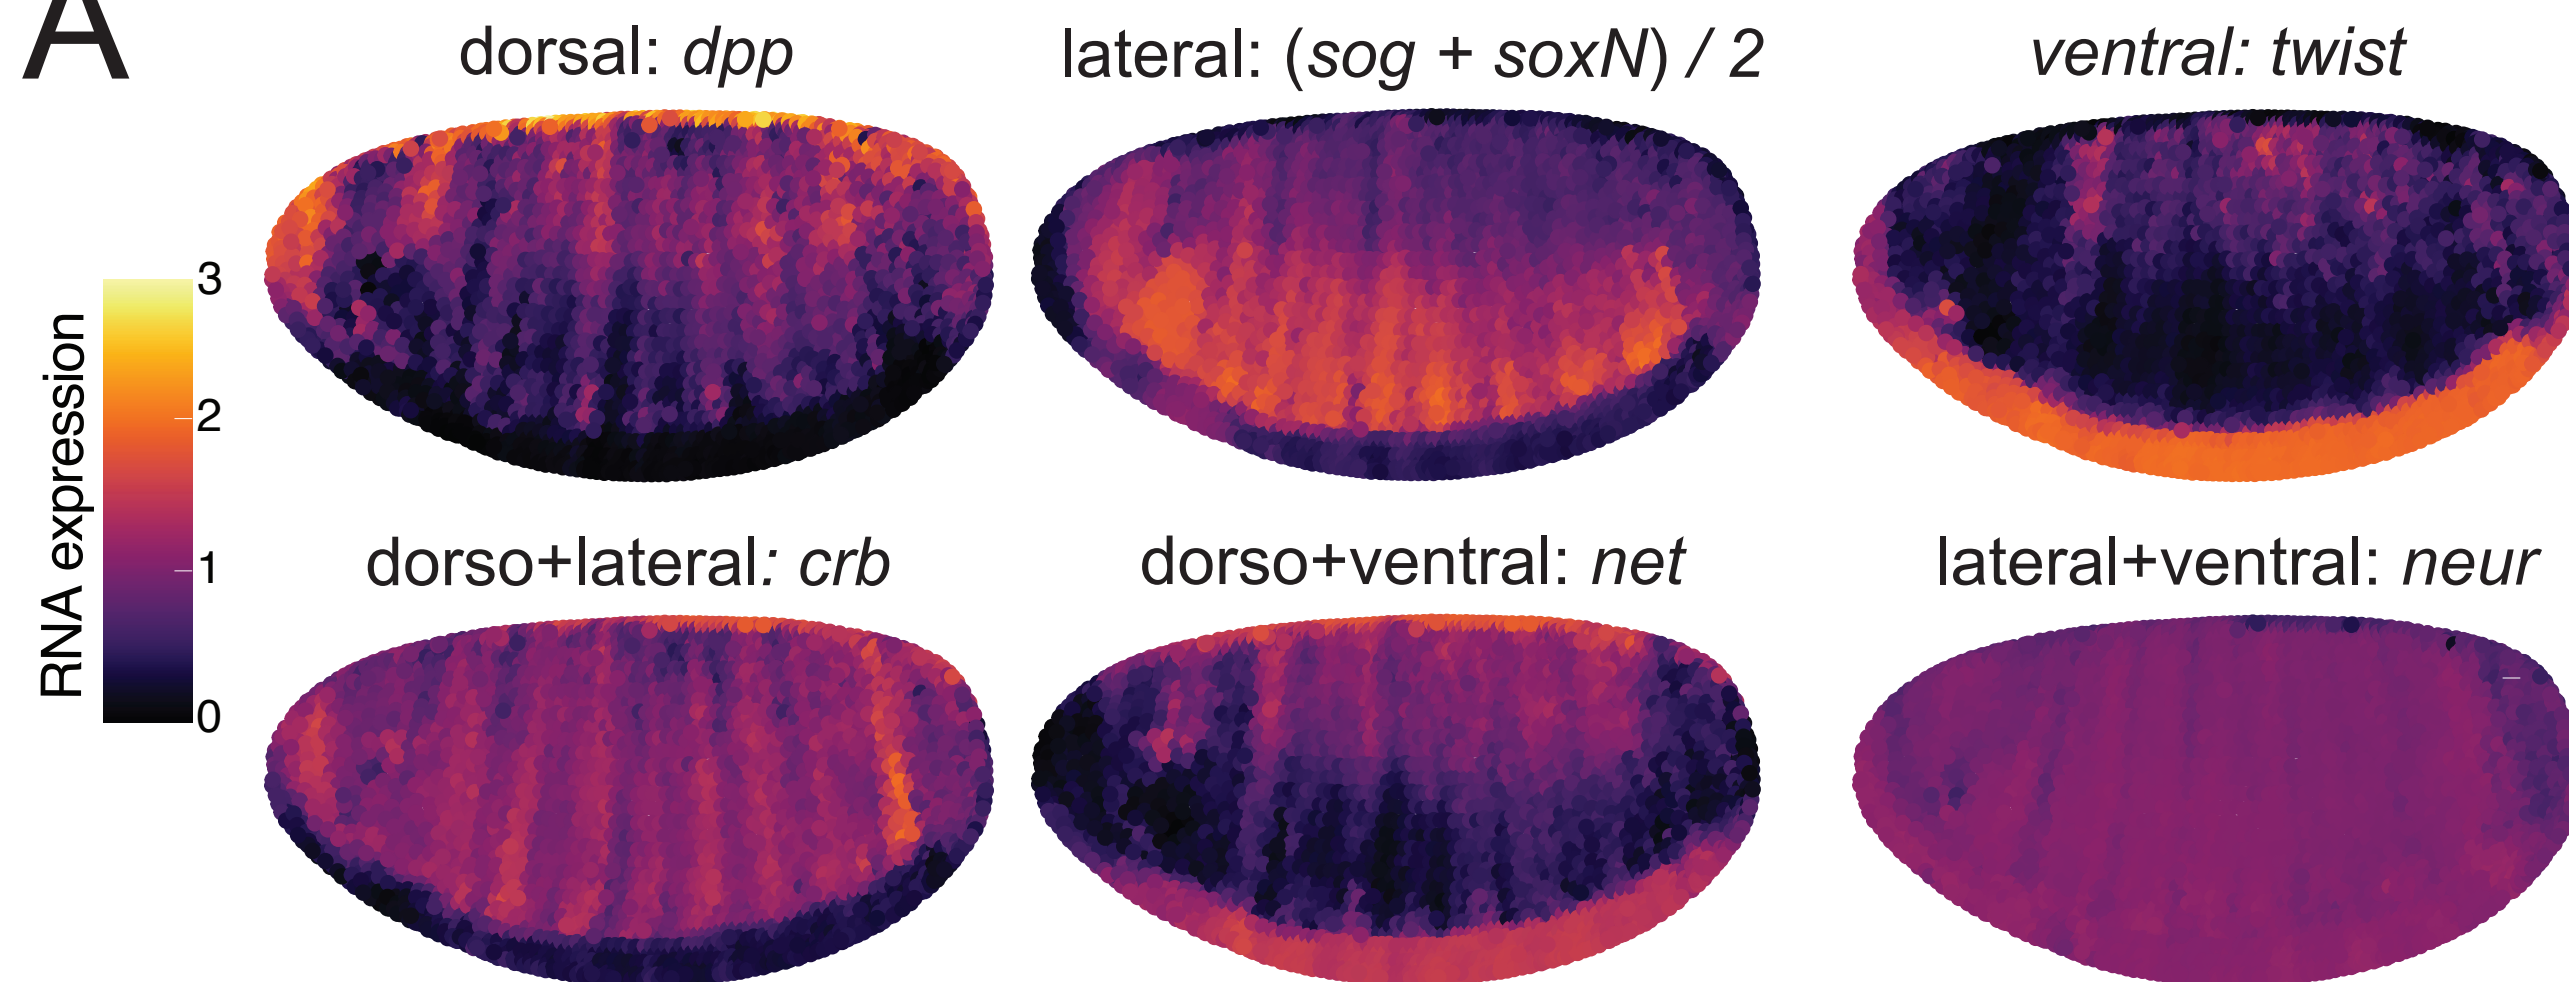 A
dorsal: dpp
lateral: (sog + soxN) / 2
ventral: twist
RNA expression
3
2
1
0
dorso+lateral: crb
dorso+ventral: net
lateral+ventral: neur